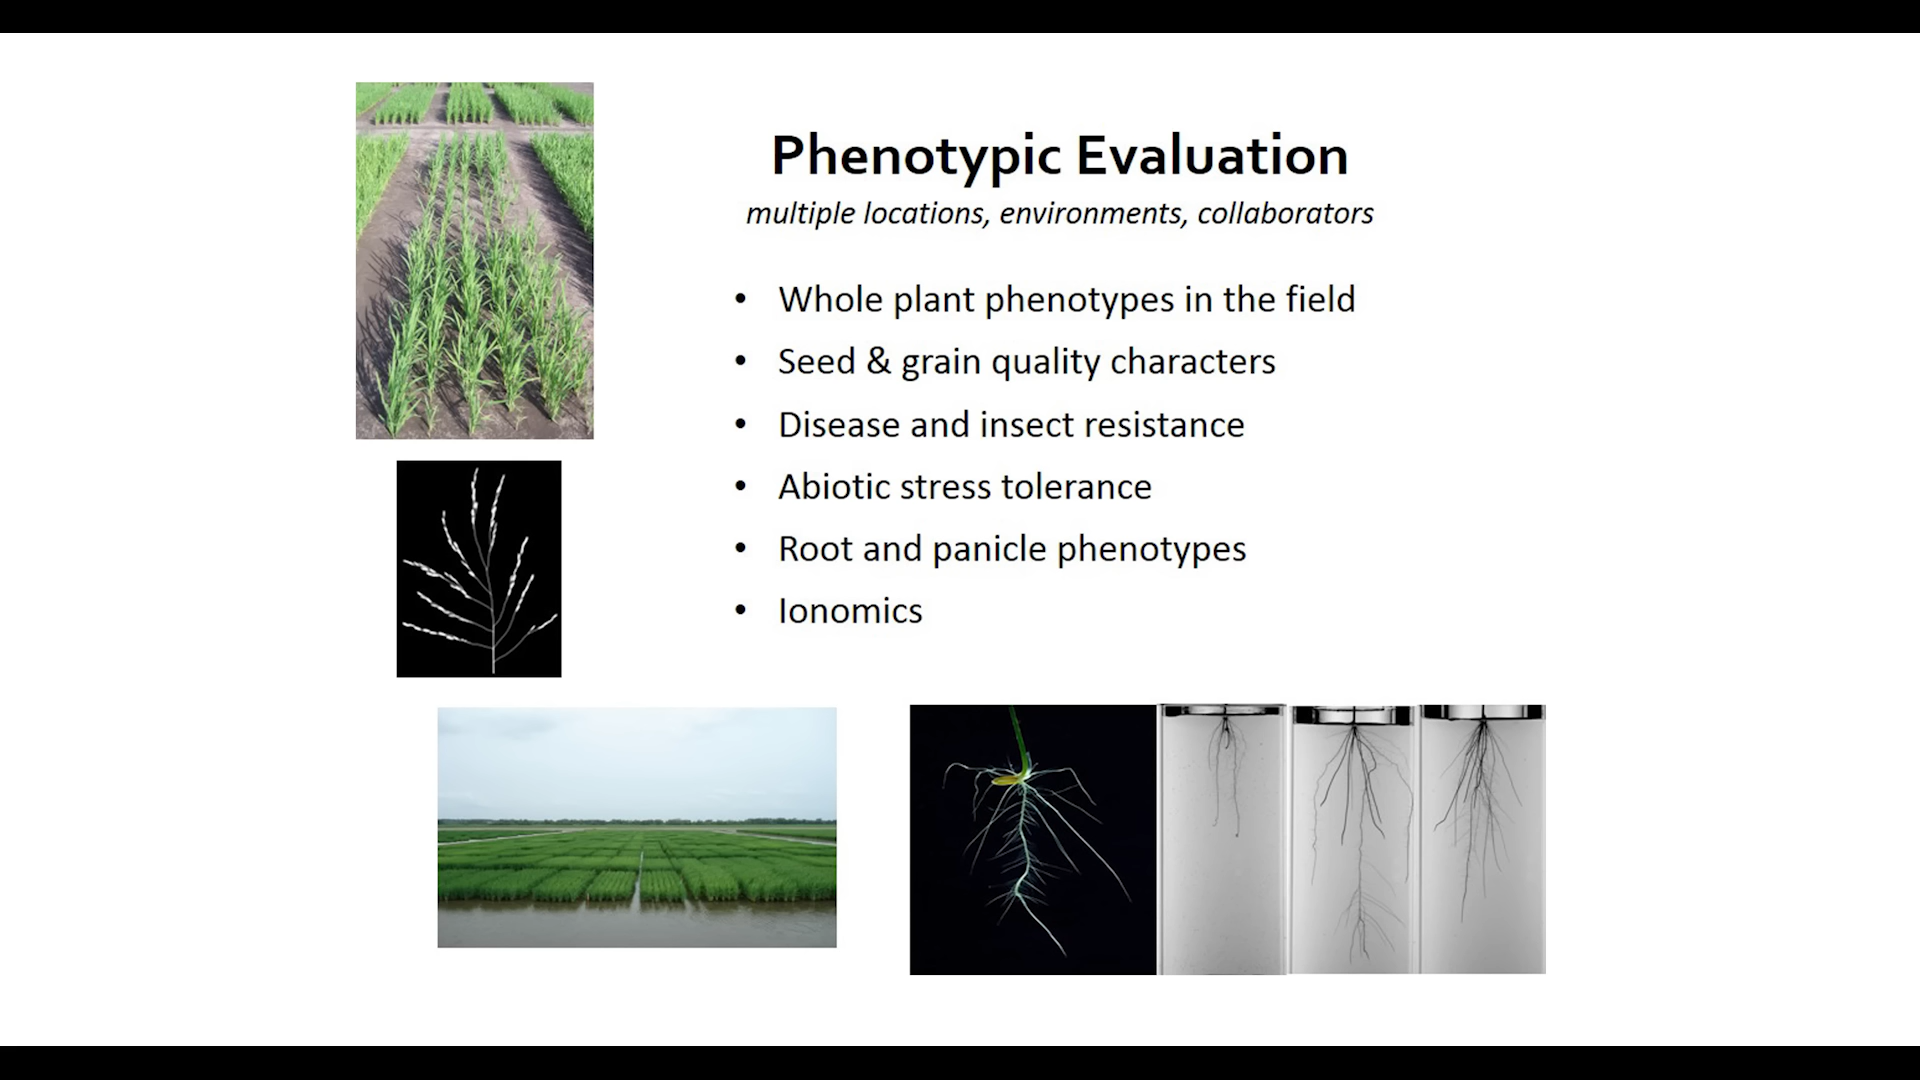 Phenotypic Evaluation
multiple locations, environments, collaborators
• Whole plant phenotypes in the field
• Seed & grain quality characters
• Disease and insect resistance
• Abiotic stress tolerance
• Root and panicle phenotypes
• Ionomics